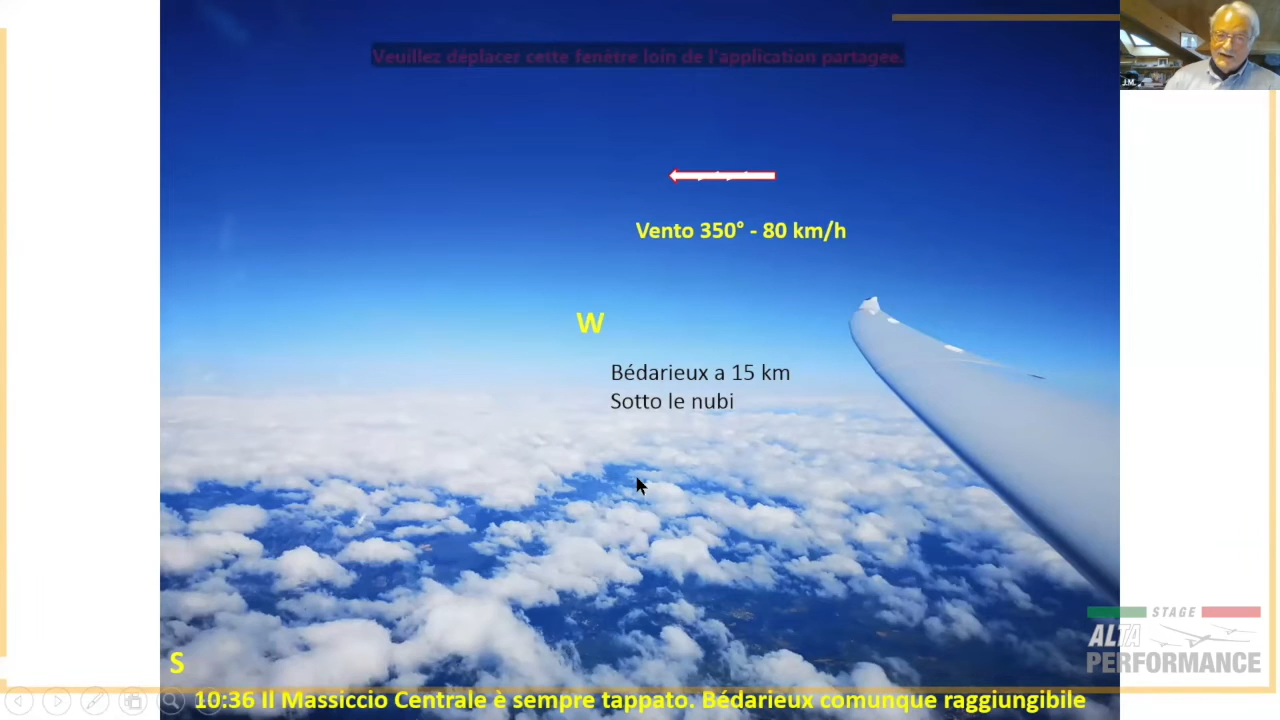 Veuillez déplacer cette fenêtre loin de l'application partagée.
J.M.
Vento 350° - 80 km/h
W
Bédarieux a 15 km
Sotto le nubi
STAGE
ALTA
PERFORMANCE
S
10:36 Il Massiccio Centrale è sempre tappato. Bédarieux comunque raggiungibile